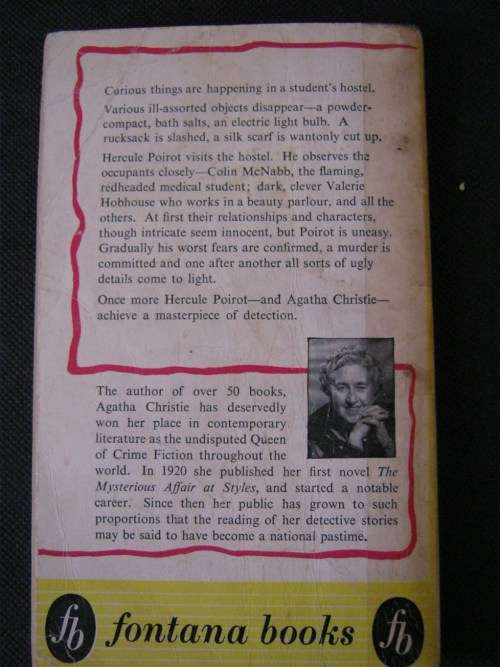 Curious things are happening in a student's hostel.
Various ill-assorted objects disappear—a powder-
compact, bath salts, an electric light bulb. A
rucksack is slashed, a silk scarf is wantonly cut up.
Hercule Poirot visits the hostel. He observes the
occupants closely—Colin McNabb, the flaming,
redheaded medical student; dark, clever Valerie
Hobhouse who works in a beauty parlour, and all the
others. At first their relationships and characters,
though intricate seem innocent, but Poirot is uneasy.
Gradually his worst fears are confirmed, a murder is
committed and one after another all sorts of ugly
details come to light.
Once more Hercule Poirot—and Agatha Christie—
achieve a masterpiece of detection.
The author of over 50 books,
Agatha Christie has deservedly
won her place in contemporary
literature as the undisputed Queen
of Crime Fiction throughout the
world. In 1920 she published her first novel The
Mysterious Affair at Styles, and started a notable
career. Since then her public has grown to such
proportions that the reading of her detective stories
may be said to have become a national pastime.
fb fontana books fb